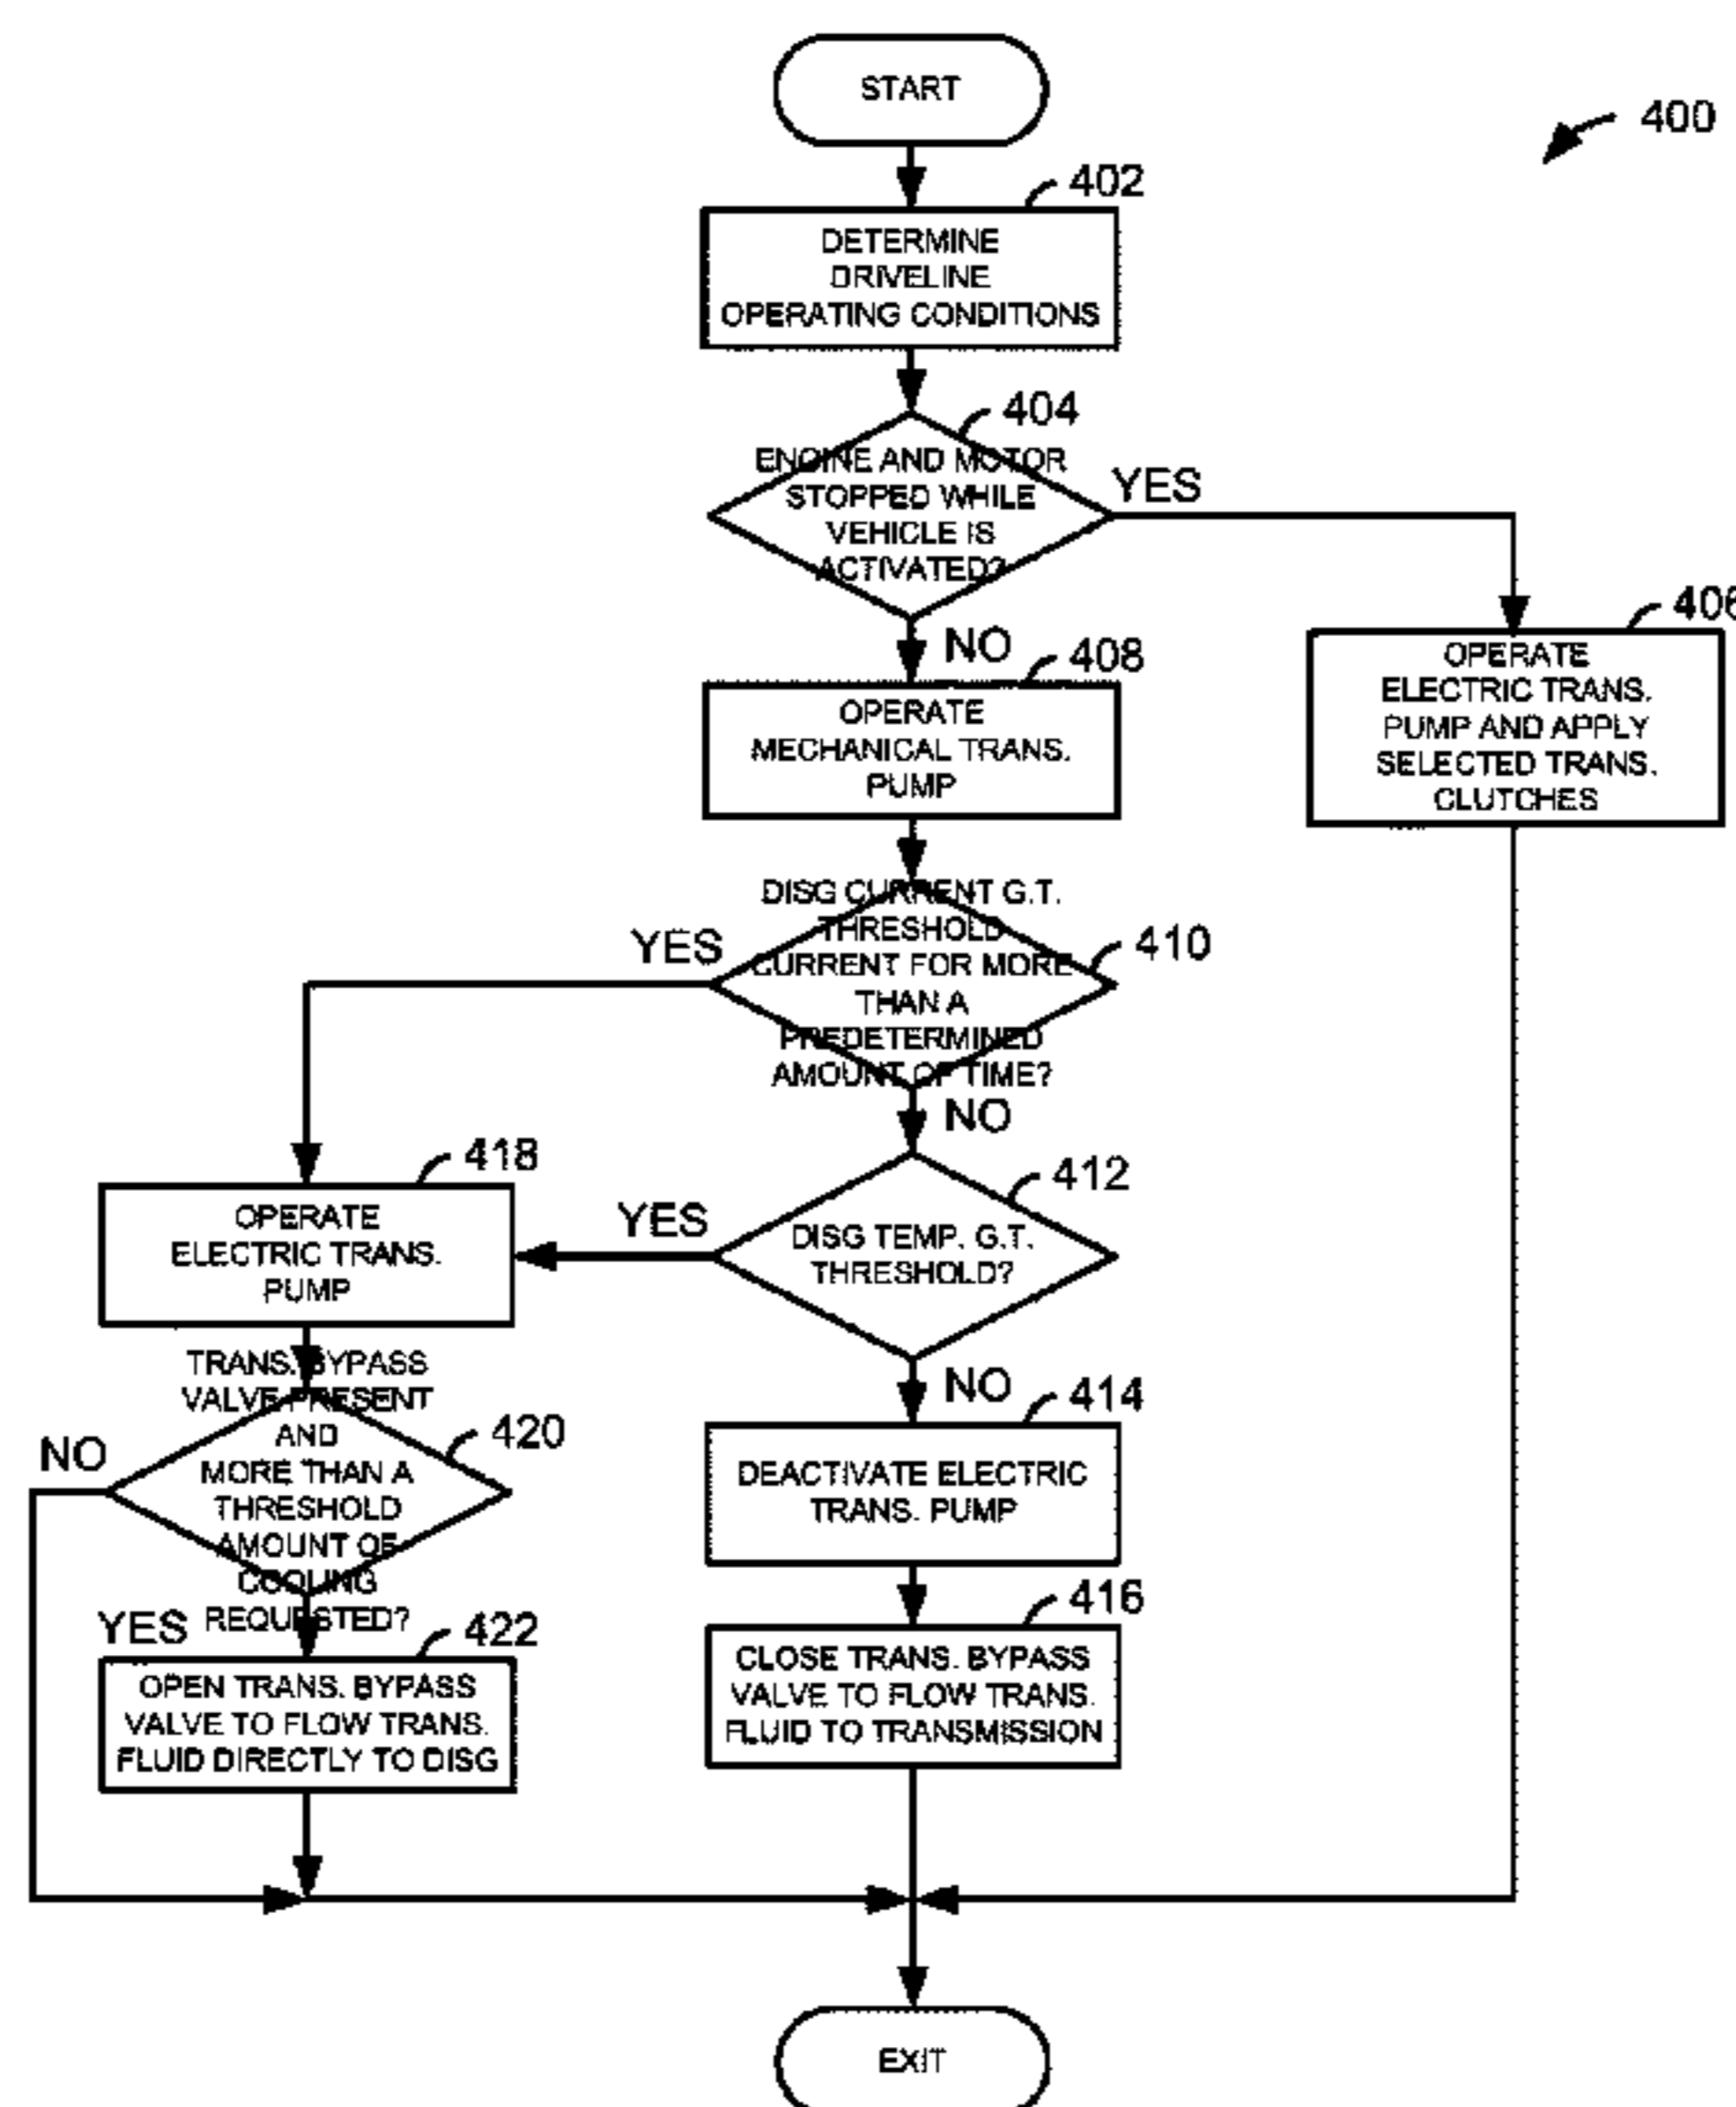 START
400
402
DETERMINE
DRIVELINE
OPERATING CONDITIONS
404
ENGINE AND MOTOR
STOPPED WHILE
VEHICLE IS
ACTIVATED?
YES
NO
406
OPERATE
ELECTRIC TRANS.
PUMP AND APPLY
SELECTED TRANS.
CLUTCHES
408
OPERATE
MECHANICAL TRANS.
PUMP
DISG CURRENT G.T.
THRESHOLD
CURRENT FOR MORE
THAN A
PREDETERMINED
AMOUNT OF TIME?
410
YES
NO
412
DISG TEMP. G.T.
THRESHOLD?
YES
NO
418
OPERATE
ELECTRIC TRANS.
PUMP
TRANS. BYPASS
VALVE PRESENT
AND
MORE THAN A
THRESHOLD
AMOUNT OF
COOLING
REQUESTED?
420
NO
YES
414
DEACTIVATE ELECTRIC
TRANS. PUMP
416
CLOSE TRANS. BYPASS
VALVE TO FLOW TRANS.
FLUID TO TRANSMISSION
422
OPEN TRANS. BYPASS
VALVE TO FLOW TRANS.
FLUID DIRECTLY TO DISG
EXIT